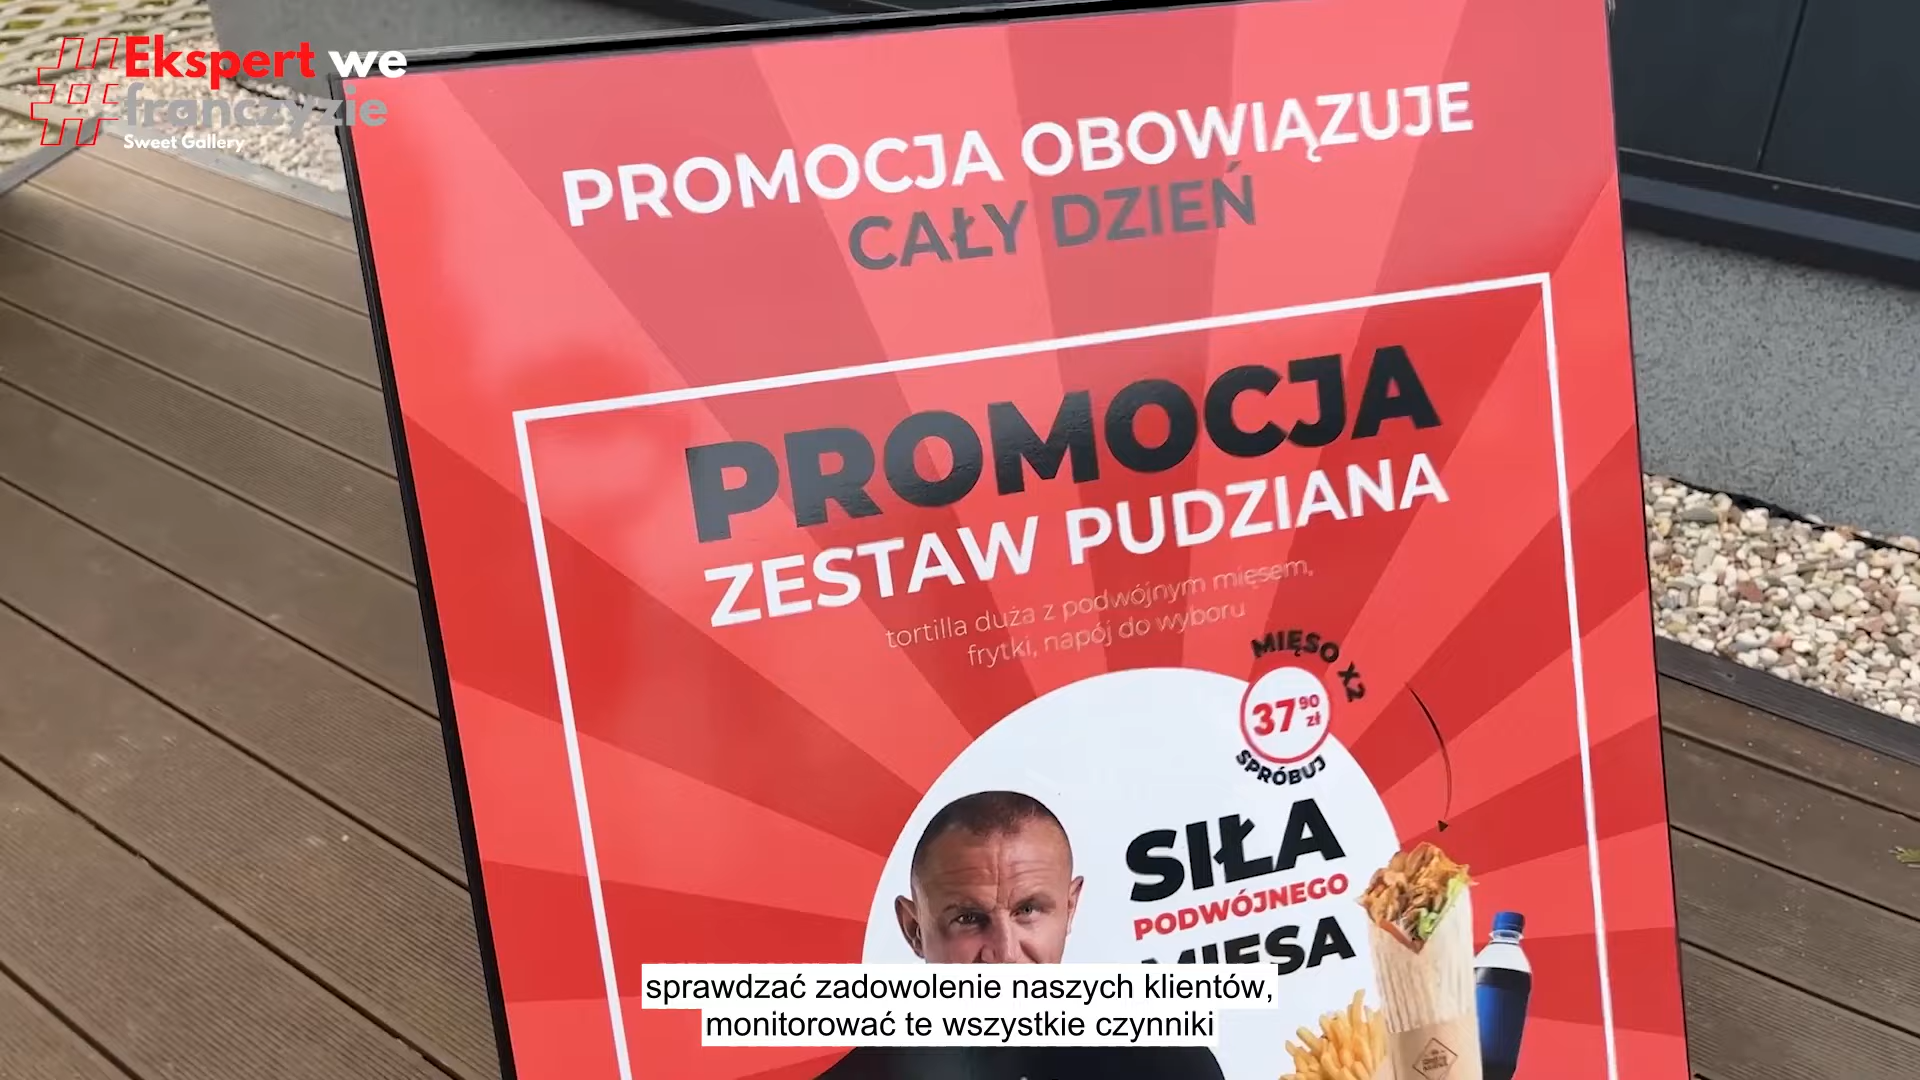 #Ekspert we
franczyzie
Sweet Gallery
PROMOCJA OBOWIĄZUJE
CAŁY DZIEŃ
PROMOCJA
ZESTAW PUDZIANA
tortilla duża z podwójnym mięsem,
frytki, napój do wyboru
MIĘSO X2
37 90 zł
SPRÓBUJ
SIŁA
PODWÓJNEGO
MIĘSA
sprawdzać zadowolenie naszych klientów,
monitorować te wszystkie czynniki